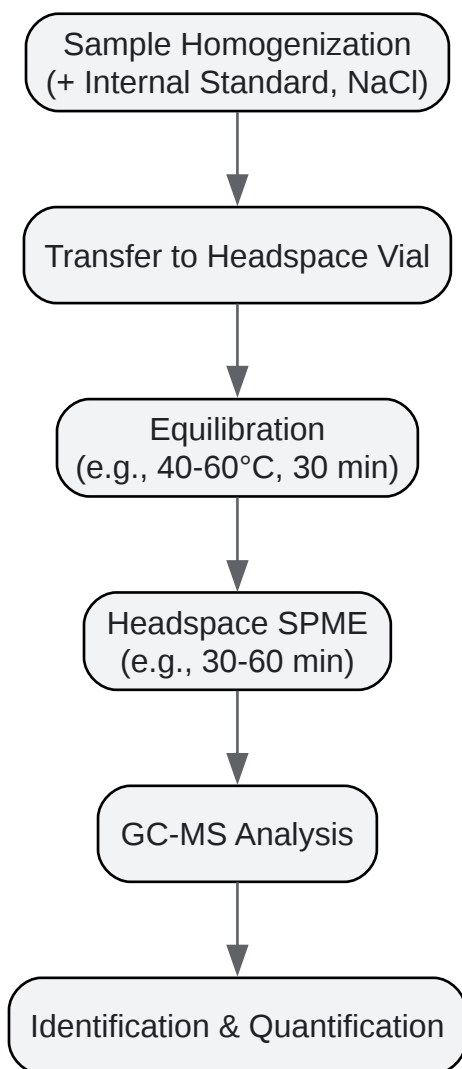 Sample Homogenization
(+ Internal Standard, NaCl)
Transfer to Headspace Vial
Equilibration
(e.g., 40-60°C, 30 min)
Headspace SPME
(e.g., 30-60 min)
GC-MS Analysis
Identification & Quantification